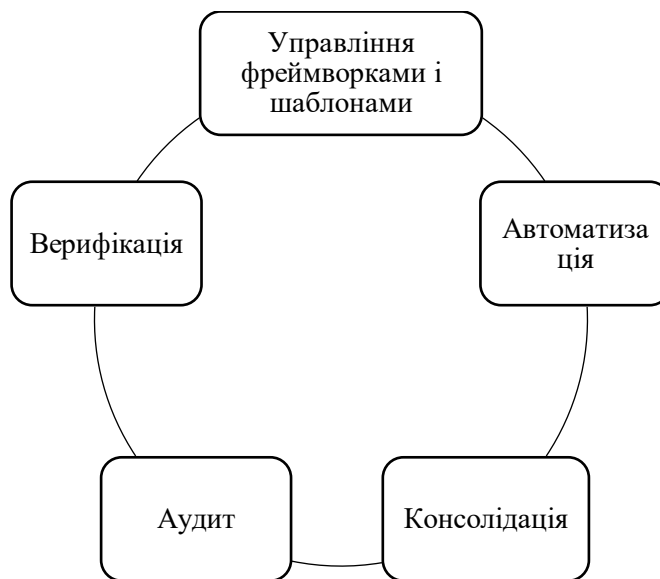 Управління
фреймворками і
шаблонами
Верифікація
Автоматиза
ція
Аудит
Консолідація